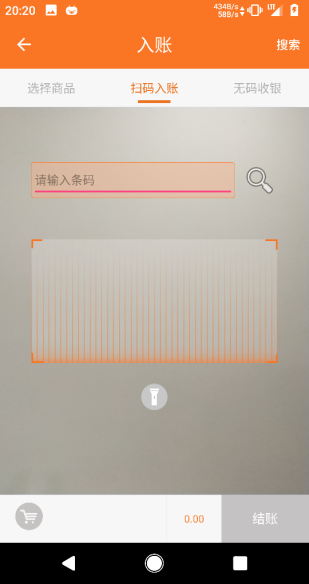 20:20
434B/s
58B/s
入账
搜索
选择商品
扫码入账
无码收银
请输入条码
0.00
结账